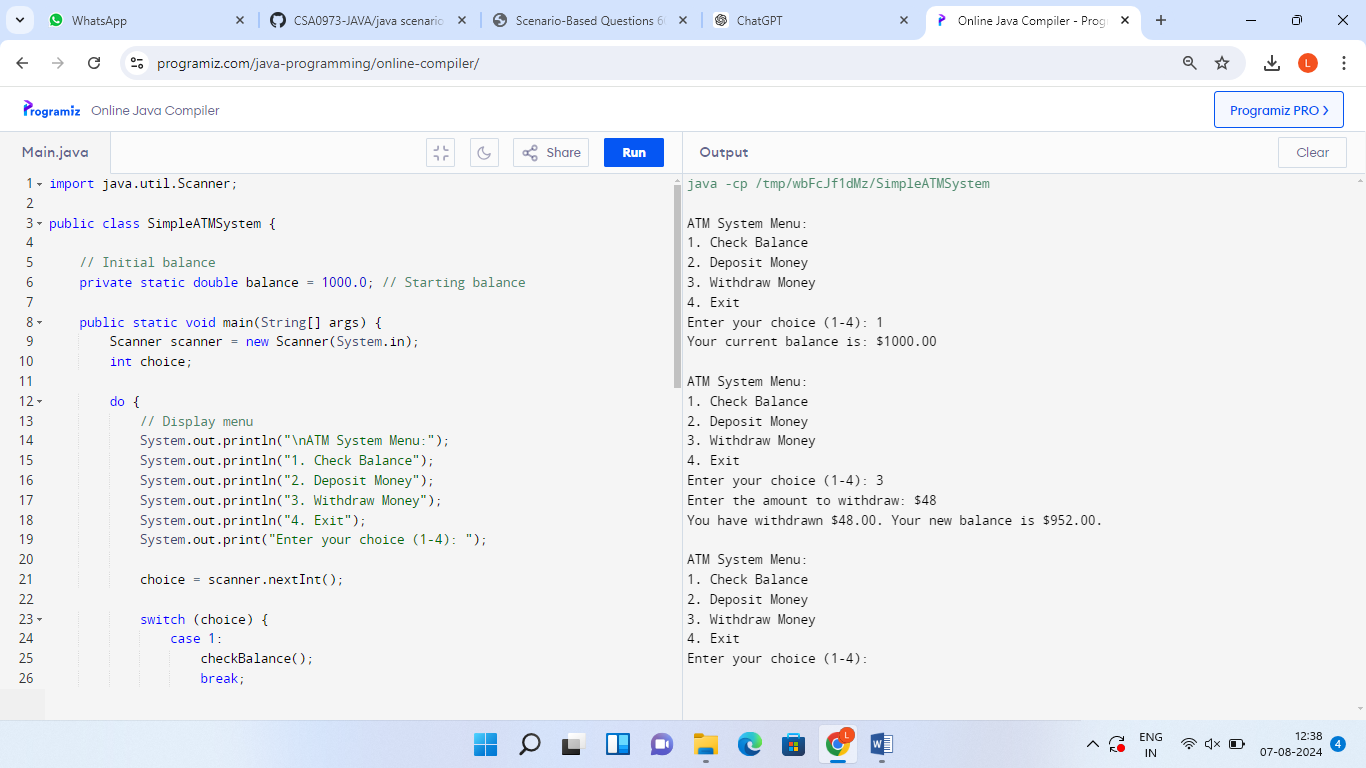 WhatsApp
CSA0973-JAVA/java scenario
Scenario-Based Questions 6
ChatGPT
Online Java Compiler - Prog
programiz.com/java-programming/online-compiler/
L
Programiz Online Java Compiler
Programiz PRO >
Main.java
Share
Run
Output
Clear
1 import java.util.Scanner;
2
3 public class SimpleATMSystem {
4
5 // Initial balance
6 private static double balance = 1000.0; // Starting balance
7
8 public static void main(String[] args) {
9 Scanner scanner = new Scanner(System.in);
10 int choice;
11
12 do {
13 // Display menu
14 System.out.println("\nATM System Menu:");
15 System.out.println("1. Check Balance");
16 System.out.println("2. Deposit Money");
17 System.out.println("3. Withdraw Money");
18 System.out.println("4. Exit");
19 System.out.print("Enter your choice (1-4): ");
20
21 choice = scanner.nextInt();
22
23 switch (choice) {
24 case 1:
25 checkBalance();
26 break;
java -cp /tmp/wbFcJf1dMz/SimpleATMSystem
ATM System Menu:
1. Check Balance
2. Deposit Money
3. Withdraw Money
4. Exit
Enter your choice (1-4): 1
Your current balance is: $1000.00
ATM System Menu:
1. Check Balance
2. Deposit Money
3. Withdraw Money
4. Exit
Enter your choice (1-4): 3
Enter the amount to withdraw: $48
You have withdrawn $48.00. Your new balance is $952.00.
ATM System Menu:
1. Check Balance
2. Deposit Money
3. Withdraw Money
4. Exit
Enter your choice (1-4):
L
W
ENG
IN
12:38
07-08-2024
4